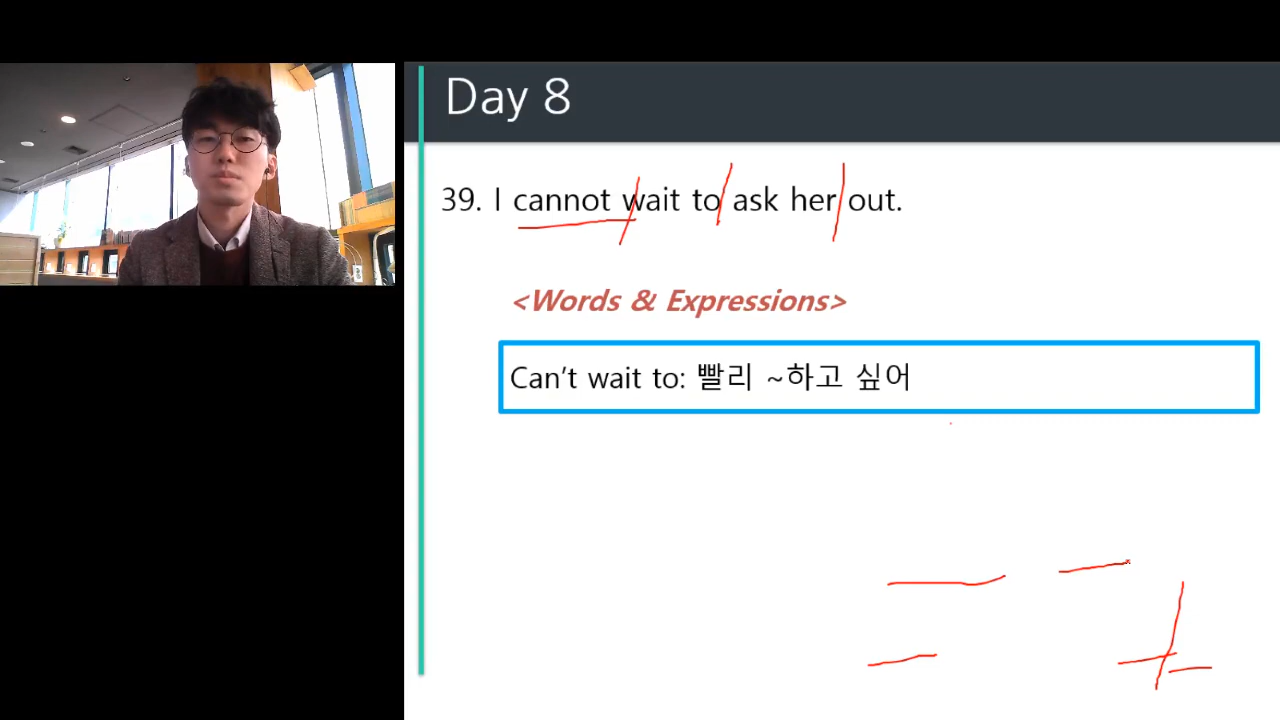 Day 8
39. I cannot wait to ask her out.
<Words & Expressions>
Can't wait to: 빨리 ~하고 싶어